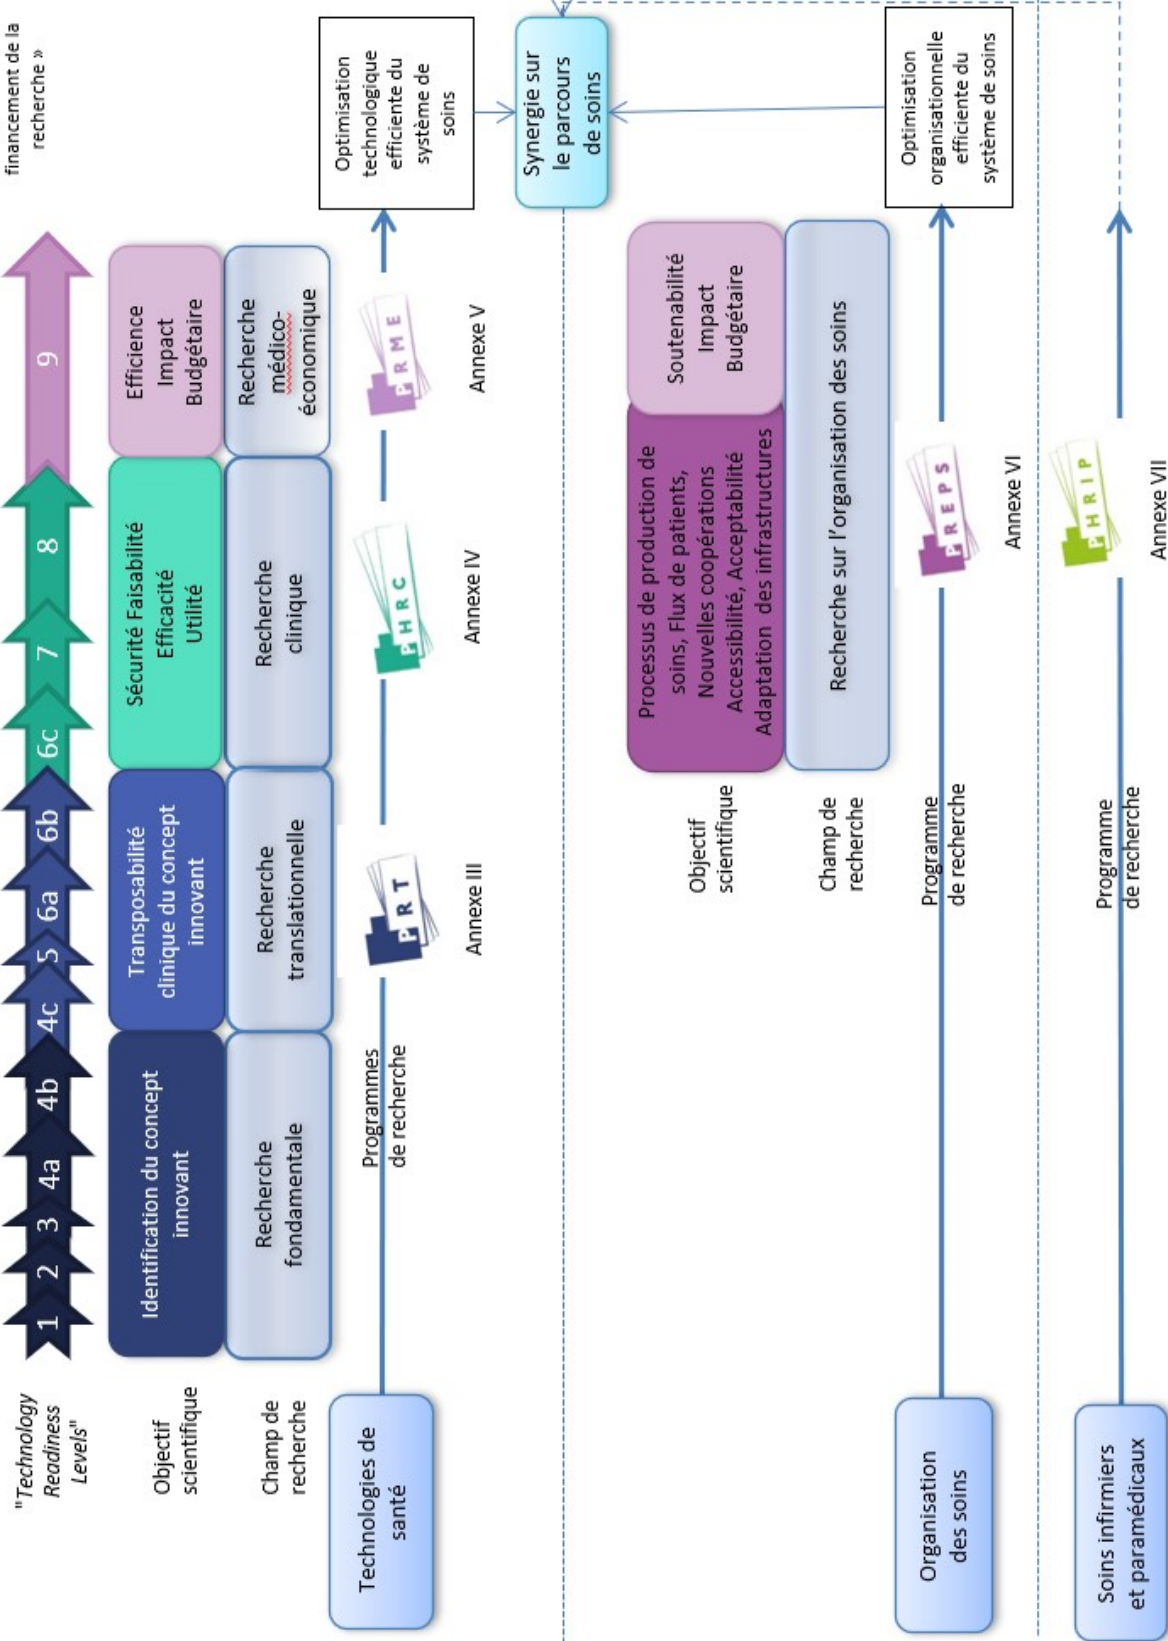 financement de la
recherche »
"Technology
Readiness
Levels"
1
2
3
4a
4b
4c
5
6a
6b
6c
7
8
9
Objectif
scientifique
Identification du concept
innovant
Transposabilité
clinique du concept
innovant
Sécurité Faisabilité
Efficacité
Utilité
Efficience
Impact
Budgétaire
Champ de
recherche
Recherche
fondamentale
Recherche
translationnelle
Recherche
clinique
Recherche
médico-
économique
Technologies de
santé
Programmes
de recherche
PRT
Annexe III
PHRC
Annexe IV
PRME
Annexe V
Optimisation
technologique
efficiente du
système de
soins
Synergie sur
le parcours
de soins
Objectif
scientifique
Processus de production de
soins, Flux de patients,
Nouvelles coopérations
Accessibilité, Acceptabilité
Adaptation des infrastructures
Soutenabilité
Impact
Budgétaire
Champ de
recherche
Recherche sur l'organisation des soins
Organisation
des soins
Programme
de recherche
PREPS
Annexe VI
Optimisation
organisationnelle
efficiente du
système de soins
Soins infirmiers
et paramédicaux
Programme
de recherche
PHRIP
Annexe VII